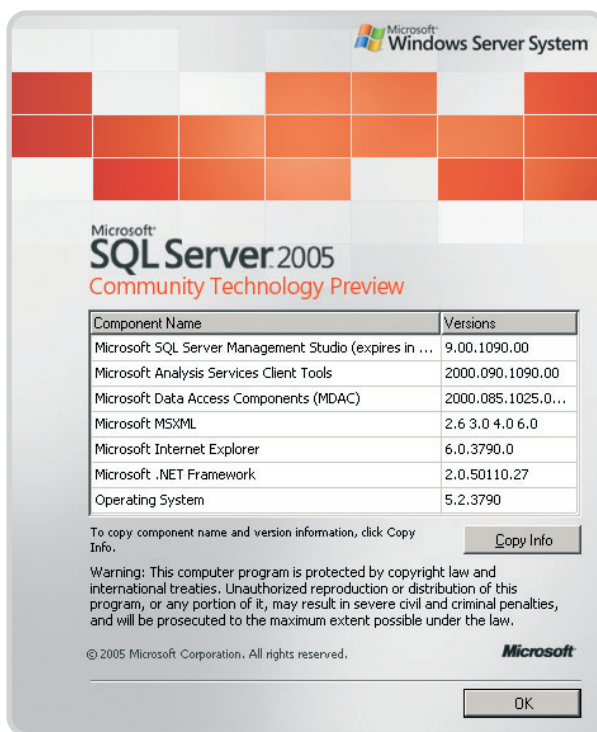 Microsoft
Windows Server System
Microsoft
SQL Server 2005
Community Technology Preview
Component Name Versions
Microsoft SQL Server Management Studio (expires in ... 9.00.1090.00
Microsoft Analysis Services Client Tools 2000.090.1090.00
Microsoft Data Access Components (MDAC) 2000.085.1025.0...
Microsoft MSXML 2.6 3.0 4.0 6.0
Microsoft Internet Explorer 6.0.3790.0
Microsoft .NET Framework 2.0.50110.27
Operating System 5.2.3790
To copy component name and version information, click Copy
Info.
Copy Info
Warning: This computer program is protected by copyright law and
international treaties. Unauthorized reproduction or distribution of this
program, or any portion of it, may result in severe civil and criminal penalties,
and will be prosecuted to the maximum extent possible under the law.
© 2005 Microsoft Corporation. All rights reserved.
Microsoft
OK